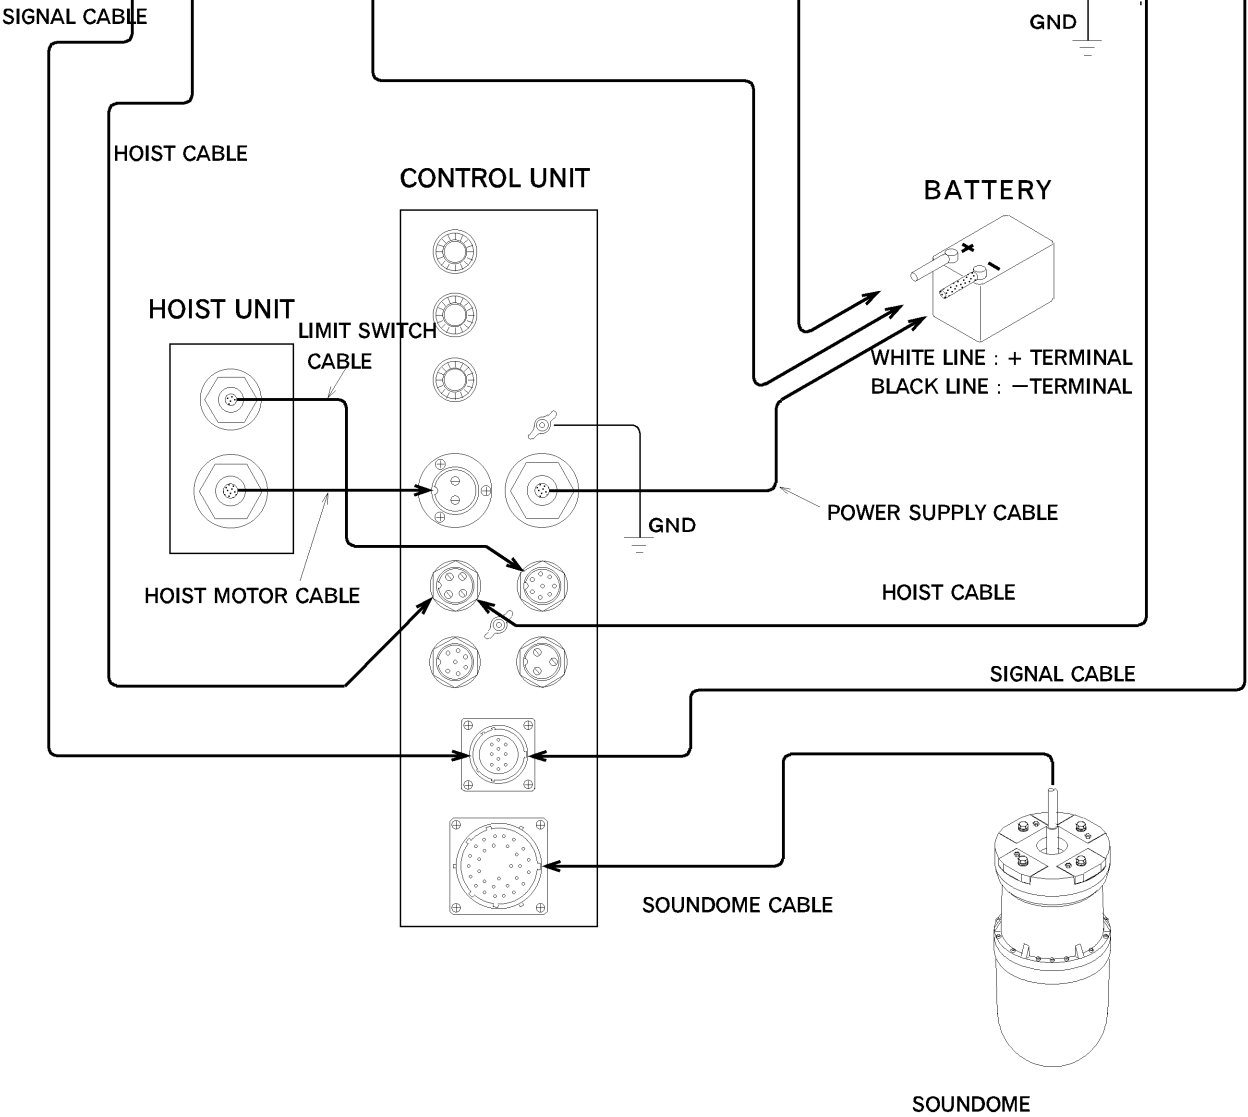 SIGNAL CABLE
GND
HOIST CABLE
CONTROL UNIT
BATTERY
+
−
HOIST UNIT
LIMIT SWITCH
CABLE
WHITE LINE : + TERMINAL
BLACK LINE : −TERMINAL
POWER SUPPLY CABLE
GND
HOIST MOTOR CABLE
HOIST CABLE
SIGNAL CABLE
SOUNDOME CABLE
SOUNDOME